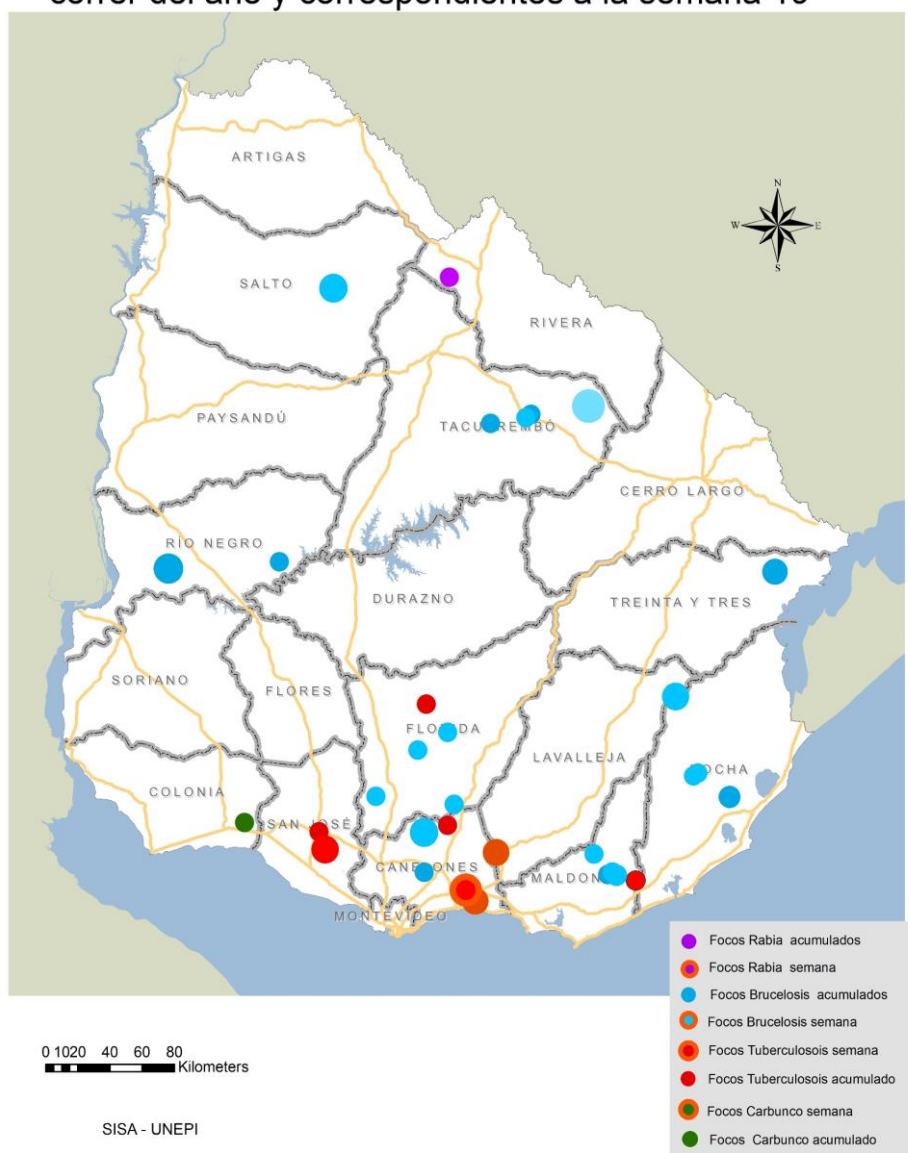 correr del año y correspondientes a la semana 10
N
W E
S
ARTIGAS
SALTO
RIVERA
PAYSANDÚ
TACUAREMBÓ
CERRO LARGO
RÍO NEGRO
DURAZNO
TREINTA Y TRES
SORIANO
FLORES
FLORIDA
LAVALLEJA
ROCHA
COLONIA
SAN JOSÉ
CANELONES
MALDON
MONTEVIDEO
Focos Rabia acumulados
Focos Rabia semana
Focos Brucelosis acumulados
Focos Brucelosis semana
Focos Tuberculosois semana
Focos Tuberculosois acumulado
Focos Carbunco semana
Focos Carbunco acumulado
0 1020 40 60 80
Kilometers
SISA - UNEPI